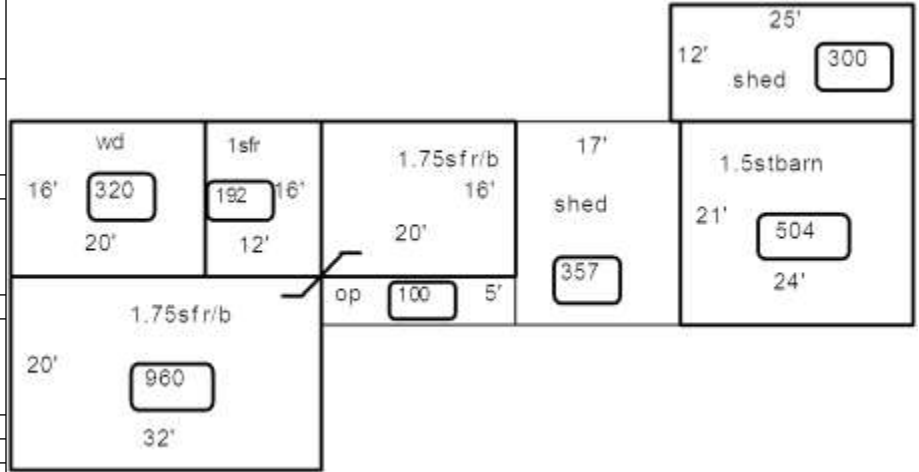 25'
12'
300
shed
wd
16'
320
20'
1sfr
192
16'
12'
1.75sfr/b
16'
20'
17'
shed
357
1.5stbarn
21'
504
24'
op
100
5'
1.75sfr/b
20'
960
32'